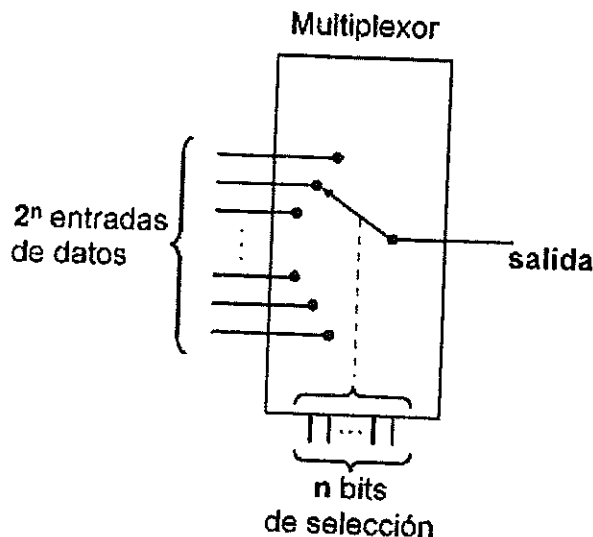 Multiplexor
2ⁿ entradas
de datos
salida
n bits
de selección